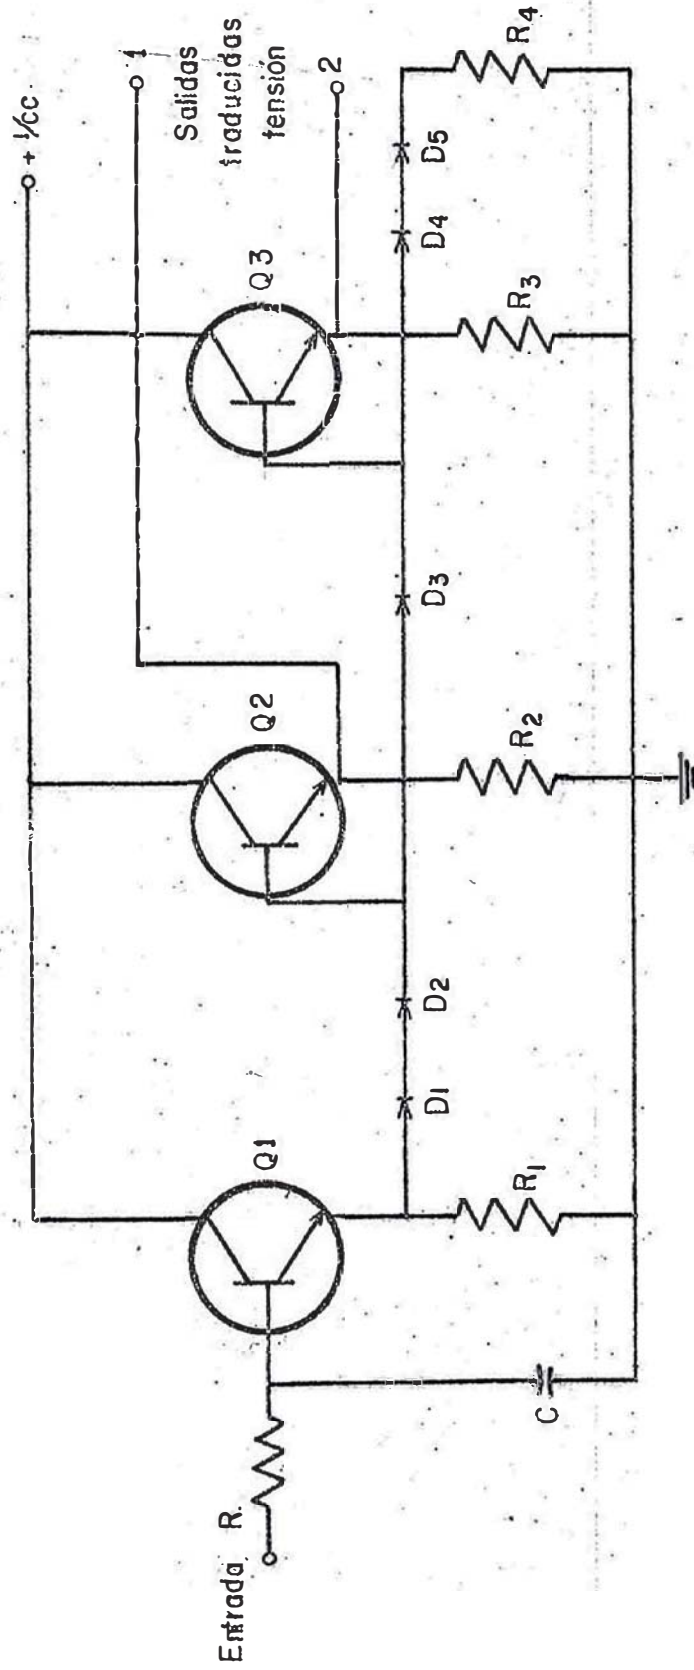 + Vcc
1
Salidas
traducidas
tensión
2
Q1
Q2
Q3
D1
D2
D3
D4
D5
R1
R2
R3
R4
C
Entrada R.